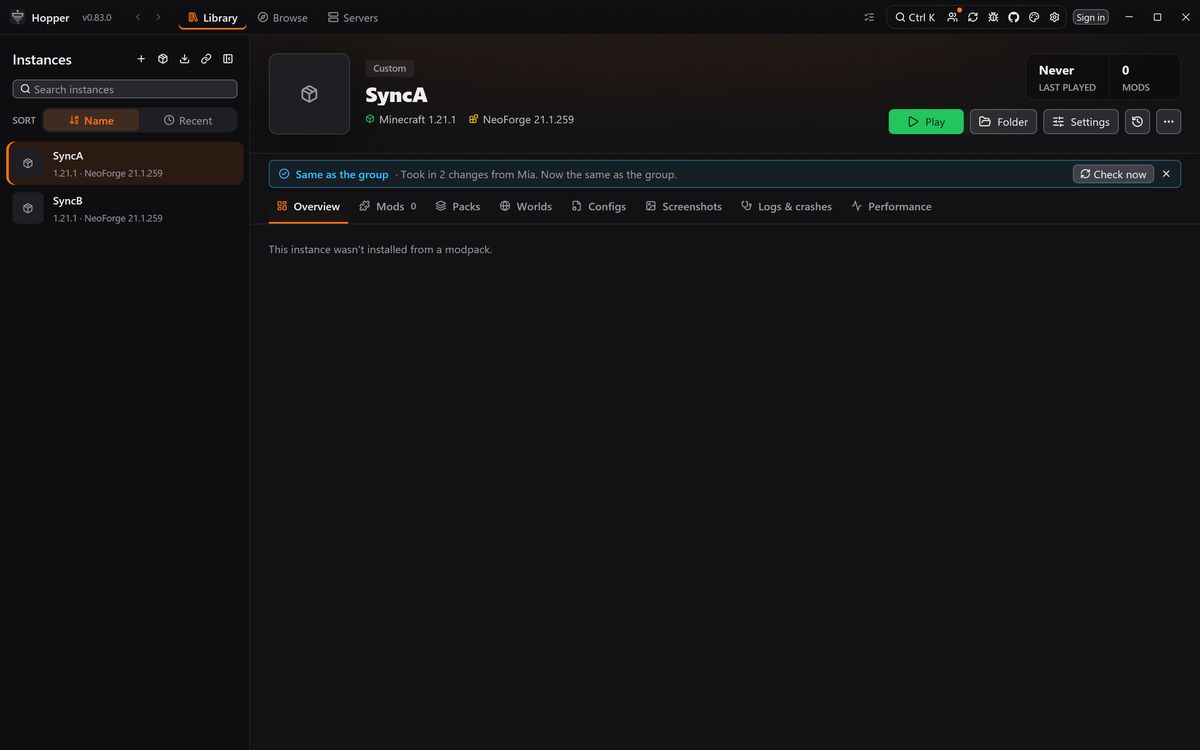 Hopper v0.83.0 Library Browse Servers Ctrl K Sign in
Instances
Search instances
SORT Name Recent
SyncA
1.21.1 · NeoForge 21.1.259
SyncB
1.21.1 · NeoForge 21.1.259
Custom
SyncA
Minecraft 1.21.1 NeoForge 21.1.259
Never
LAST PLAYED
0
MODS
Play Folder Settings
Same as the group · Took in 2 changes from Mia. Now the same as the group. Check now
Overview Mods 0 Packs Worlds Configs Screenshots Logs & crashes Performance
This instance wasn't installed from a modpack.